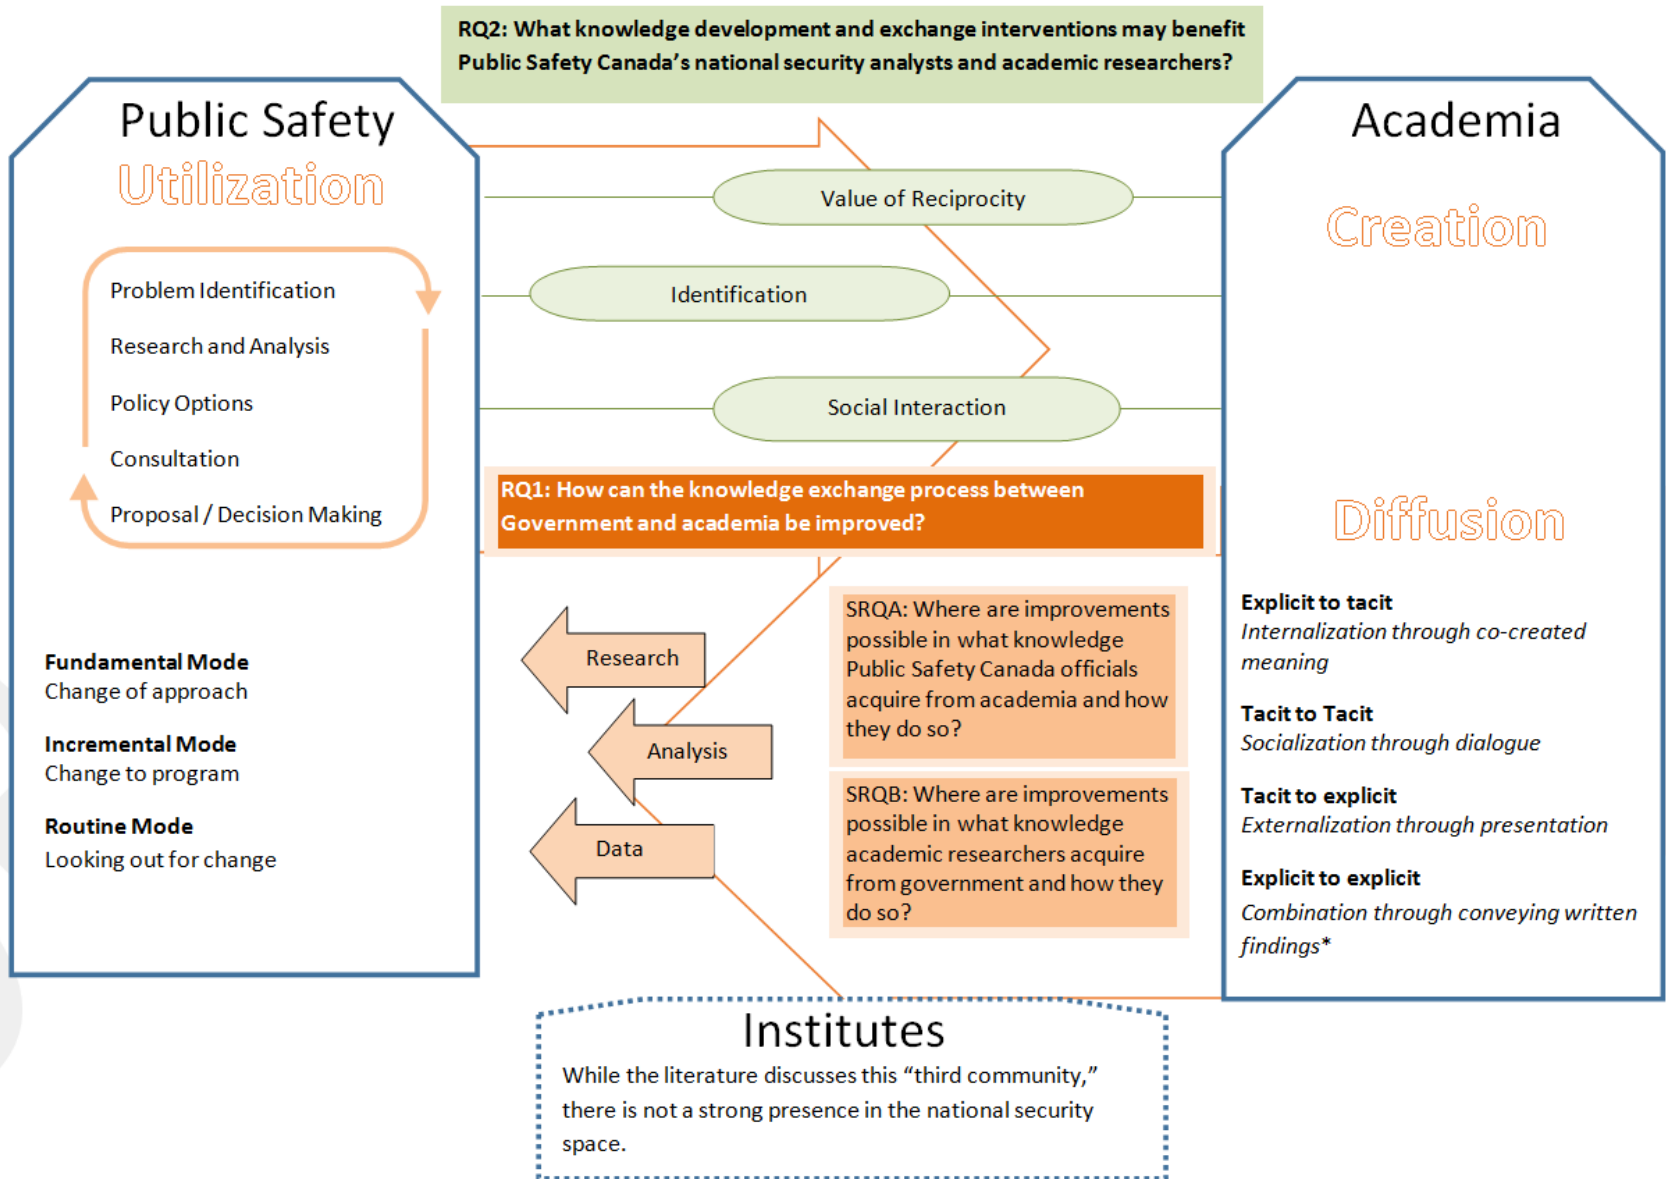 RQ2: What knowledge development and exchange interventions may benefit
Public Safety Canada's national security analysts and academic researchers?
Public Safety
Utilization
Problem Identification
Research and Analysis
Policy Options
Consultation
Proposal / Decision Making
Fundamental Mode
Change of approach
Incremental Mode
Change to program
Routine Mode
Looking out for change
Value of Reciprocity
Identification
Social Interaction
RQ1: How can the knowledge exchange process between
Government and academia be improved?
Research
Analysis
Data
SRQA: Where are improvements
possible in what knowledge
Public Safety Canada officials
acquire from academia and how
they do so?
SRQB: Where are improvements
possible in what knowledge
academic researchers acquire
from government and how they
do so?
Academia
Creation
Diffusion
Explicit to tacit
Internalization through co-created
meaning
Tacit to Tacit
Socialization through dialogue
Tacit to explicit
Externalization through presentation
Explicit to explicit
Combination through conveying written
findings*
Institutes
While the literature discusses this “third community,”
there is not a strong presence in the national security
space.